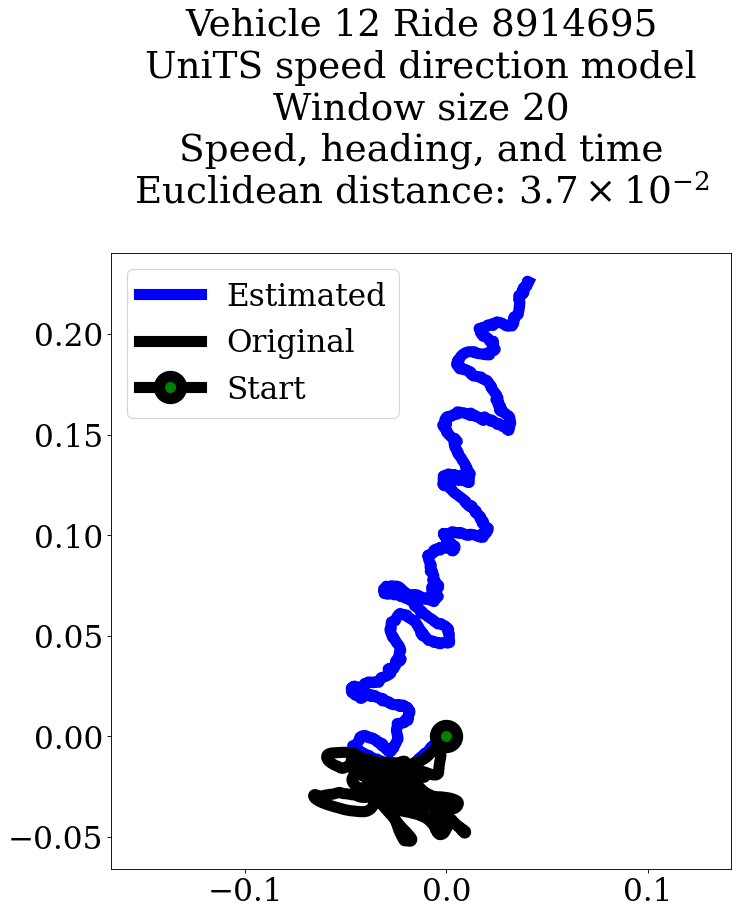 Vehicle 12 Ride 8914695
UniTS speed direction model
Window size 20
Speed, heading, and time
Euclidean distance: 3.7 × 10⁻²
Estimated
Original
Start
0.20
0.15
0.10
0.05
0.00
−0.05
−0.1
0.0
0.1